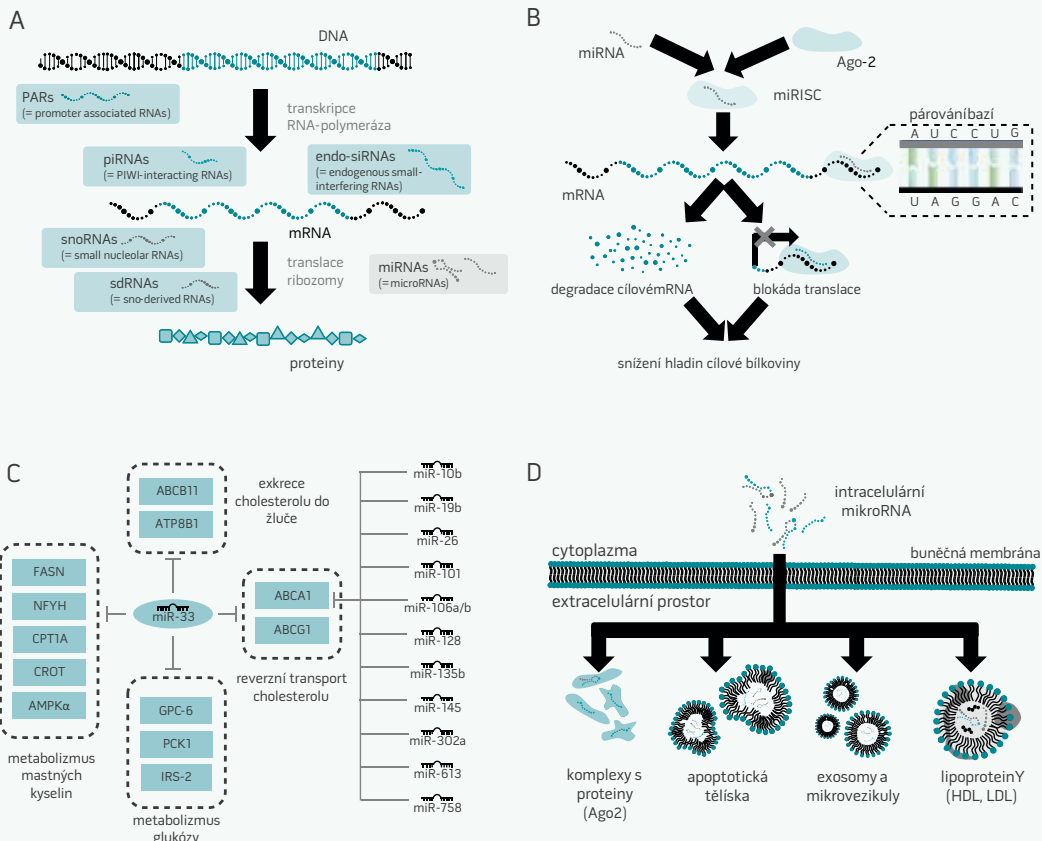 A
DNA
PARs
(= promoter associated RNAs)
transkripce
RNA-polymeráza
piRNAs
(= PIWI-interacting RNAs)
endo-siRNAs
(= endogenous small-
interfering RNAs)
mRNA
snoRNAs
(= small nucleolar RNAs)
translace
ribozomy
miRNAs
(= microRNAs)
sdRNAs
(= sno-derived RNAs)
proteiny
B
miRNA
Ago-2
miRISC
párování bazí
A U C C U G
U A G G A C
mRNA
degradace cílovémRNA
blokáda translace
snížení hladin cílové bílkoviny
C
ABCB11
ATP8B1
exkrece
cholesterolu do
žluče
FASN
NFYH
CPT1A
CROT
AMPKα
metabolizmus
mastných
kyselin
miR-33
ABCA1
ABCG1
reverzní transport
cholesterolu
GPC-6
PCK1
IRS-2
metabolizmus
glukózy
miR-10b
miR-19b
miR-26
miR-101
miR-106a/b
miR-128
miR-135b
miR-145
miR-302a
miR-613
miR-758
D
intracelulární
mikroRNA
cytoplazma
buněčná membrána
extracelulární prostor
komplexy s
proteiny
(Ago2)
apoptotická
tělíska
exosomy a
mikrovezikuly
lipoproteinY
(HDL, LDL)